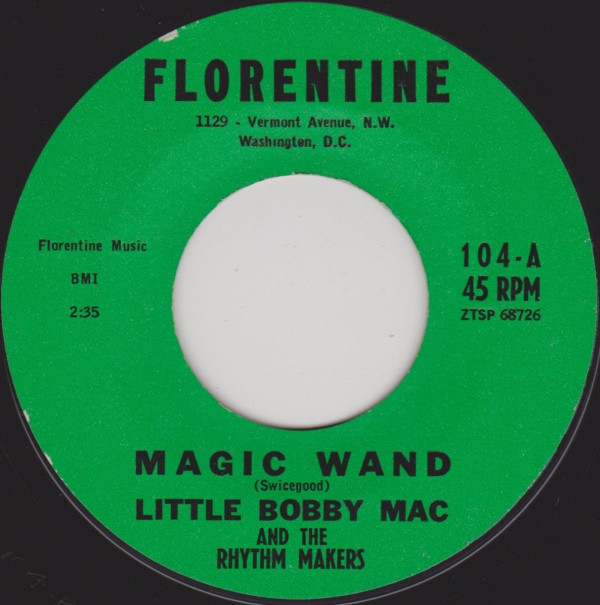 FLORENTINE
1129 - Vermont Avenue, N.W.
Washington, D.C.
Florentine Music
BMI
2:35
104-A
45 RPM
ZTSP 68726
MAGIC WAND
(Swicegood)
LITTLE BOBBY MAC
AND THE
RHYTHM MAKERS